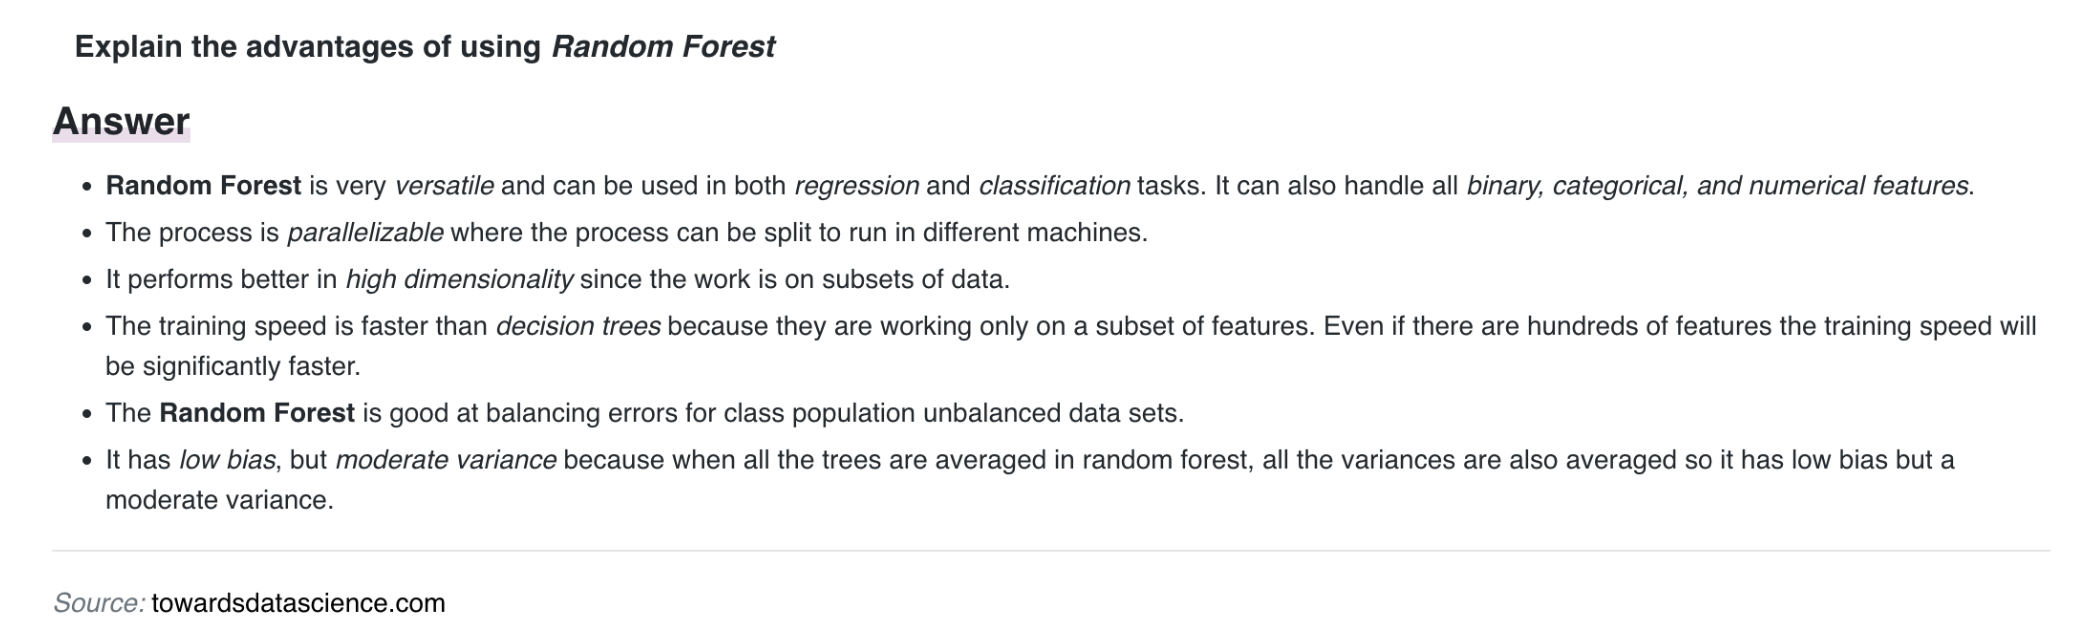 Explain the advantages of using Random Forest
Answer
• Random Forest is very versatile and can be used in both regression and classification tasks. It can also handle all binary, categorical, and numerical features.
• The process is parallelizable where the process can be split to run in different machines.
• It performs better in high dimensionality since the work is on subsets of data.
• The training speed is faster than decision trees because they are working only on a subset of features. Even if there are hundreds of features the training speed will
be significantly faster.
• The Random Forest is good at balancing errors for class population unbalanced data sets.
• It has low bias, but moderate variance because when all the trees are averaged in random forest, all the variances are also averaged so it has low bias but a
moderate variance.
Source: towardsdatascience.com